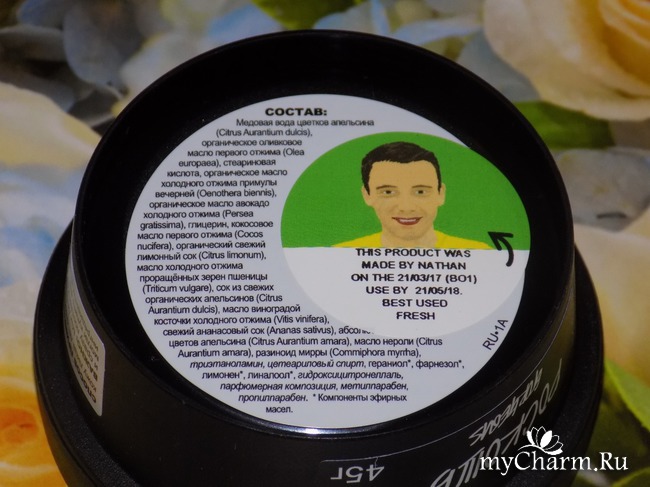 СОСТАВ:
Медовая вода цветков апельсина
(Citrus Aurantium dulcis),
органическое оливковое
масло первого отжима (Olea
europaea), стеариновая
кислота, органическое масло
холодного отжима примулы
вечерней (Oenothera biennis),
органическое масло авокадо
холодного отжима (Persea
gratissima), глицерин, кокосовое
масло первого отжима (Cocos
nucifera), органический свежий
лимонный сок (Citrus limonum),
масло холодного отжима
проращённых зерен пшеницы
(Triticum vulgare), сок из свежих
органических апельсинов (Citrus
Aurantium dulcis), масло виноградой
косточки холодного отжима (Vitis vinifera),
свежий ананасовый сок (Ananas sativus), абсолю
цветов апельсина (Citrus Aurantium amara), масло нероли (Citrus
Aurantium amara), разиноид мирры (Commiphora myrrha),
триэтаноламин, цетеариловый спирт, гераниол*, фарнезол*,
лимонен*, линалоол*, гидроксицитронеллаль,
парфюмерная композиция, метилпарабен,
пропилпарабен. * Компоненты эфирных
масел.
THIS PRODUCT WAS
MADE BY NATHAN
ON THE 21/03/17 (BO1)
USE BY 21/05/18.
BEST USED
FRESH
RU•1A
45г
myCharm.Ru